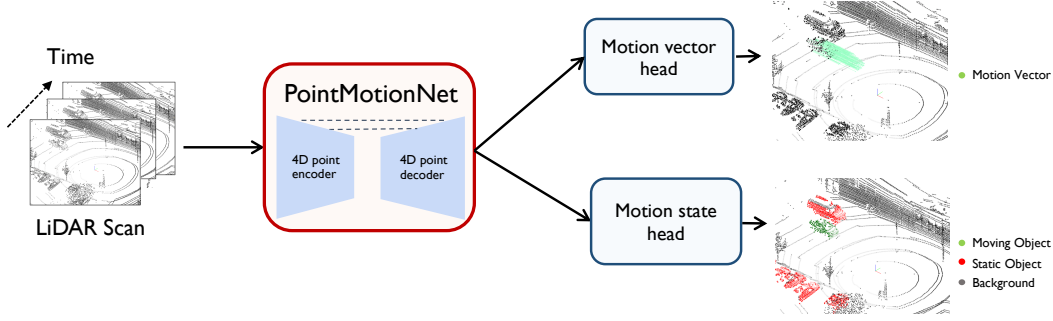 Time
LiDAR Scan
PointMotionNet
4D point
encoder
4D point
decoder
Motion vector
head
Motion Vector
Motion state
head
Moving Object
Static Object
Background